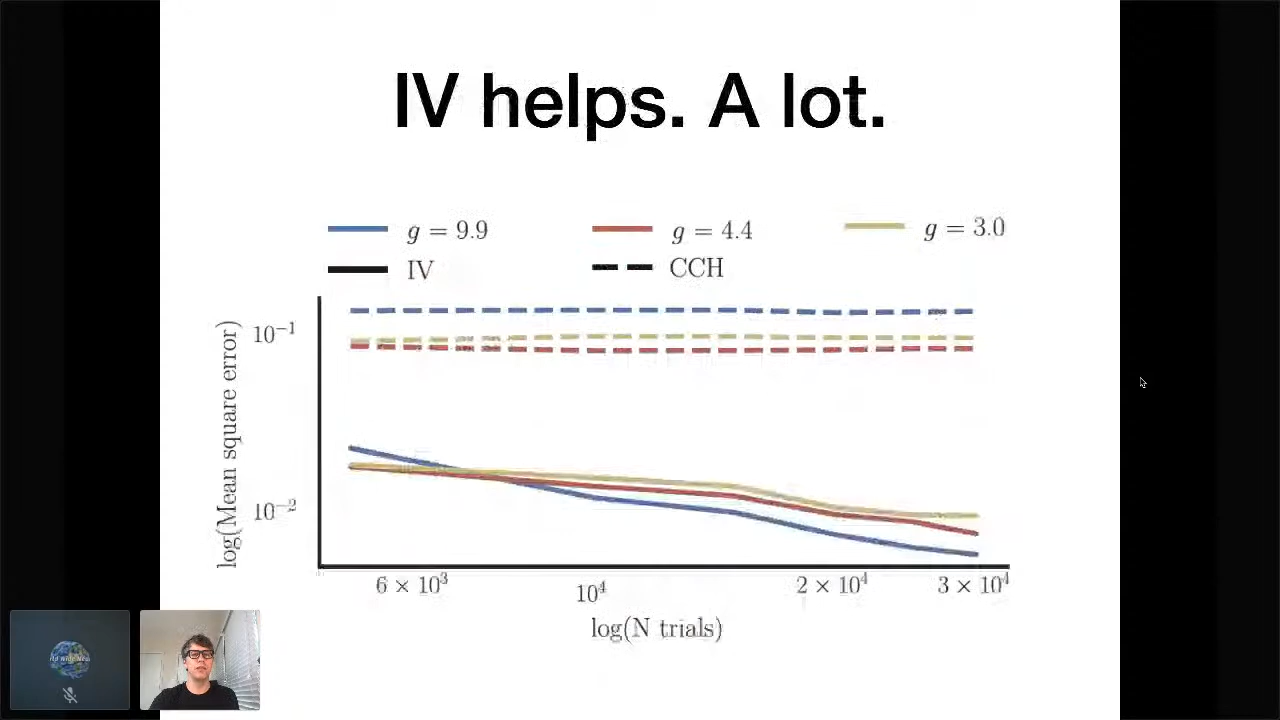 IV helps. A lot.
g = 9.9
g = 4.4
g = 3.0
IV
CCH
log(Mean square error)
10⁻¹
10⁻²
6 × 10³
10⁴
2 × 10⁴
3 × 10⁴
log(N trials)